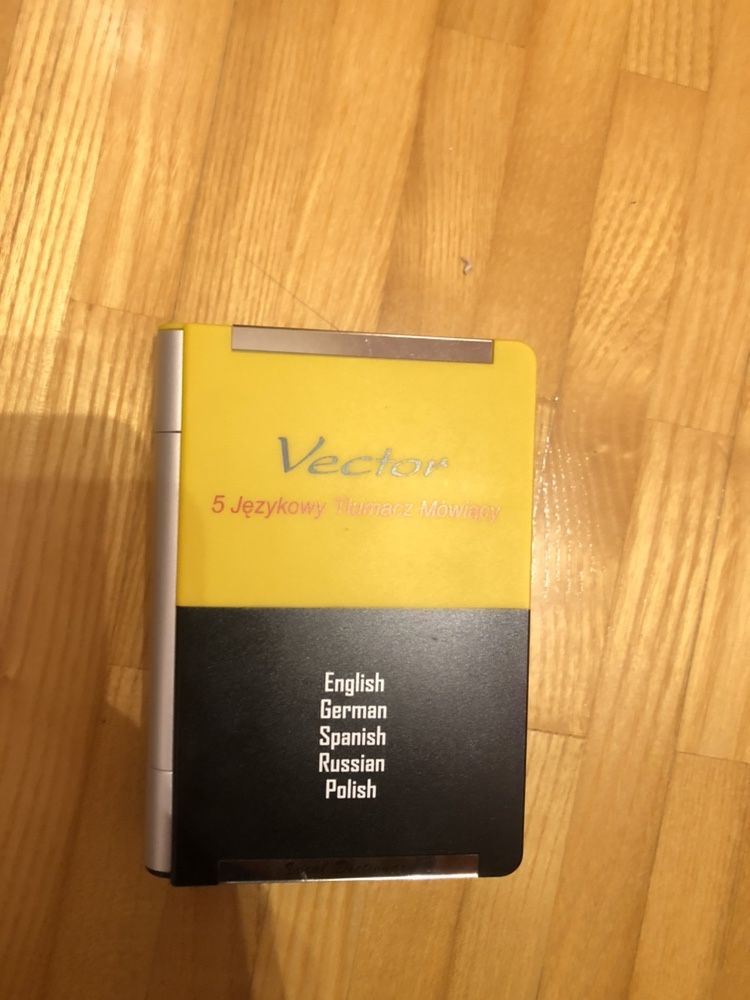 Vector
5 Językowy Tłumacz Mówiący
English
German
Spanish
Russian
Polish